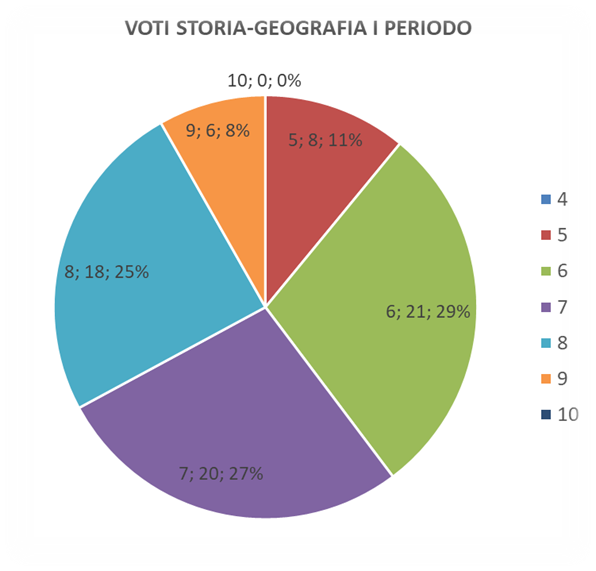 VOTI STORIA-GEOGRAFIA I PERIODO
10; 0; 0%
9; 6; 8%
5; 8; 11%
8; 18; 25%
6; 21; 29%
7; 20; 27%
4
5
6
7
8
9
10